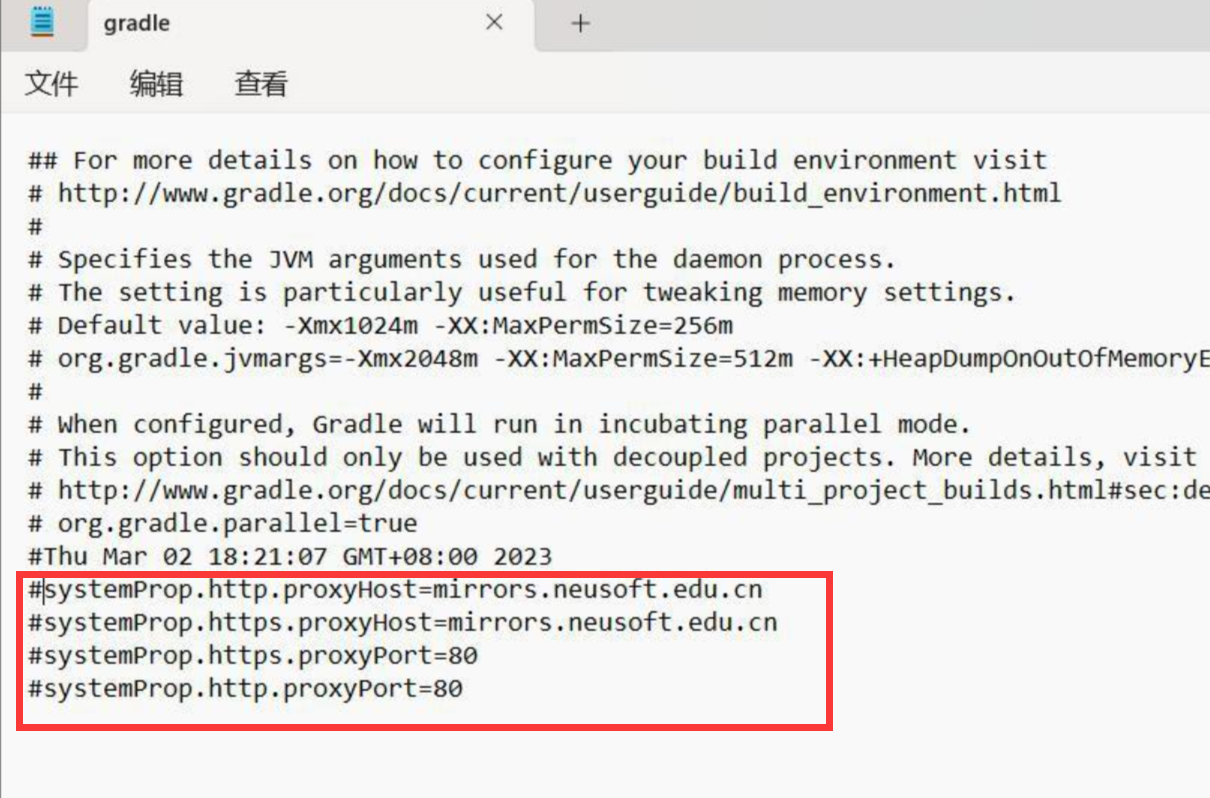 gradle
文件 编辑 查看
## For more details on how to configure your build environment visit
# http://www.gradle.org/docs/current/userguide/build_environment.html
#
# Specifies the JVM arguments used for the daemon process.
# The setting is particularly useful for tweaking memory settings.
# Default value: -Xmx1024m -XX:MaxPermSize=256m
# org.gradle.jvmargs=-Xmx2048m -XX:MaxPermSize=512m -XX:+HeapDumpOnOutOfMemoryE
#
# When configured, Gradle will run in incubating parallel mode.
# This option should only be used with decoupled projects. More details, visit
# http://www.gradle.org/docs/current/userguide/multi_project_builds.html#sec:de
# org.gradle.parallel=true
#Thu Mar 02 18:21:07 GMT+08:00 2023
#systemProp.http.proxyHost=mirrors.neusoft.edu.cn
#systemProp.https.proxyHost=mirrors.neusoft.edu.cn
#systemProp.https.proxyPort=80
#systemProp.http.proxyPort=80